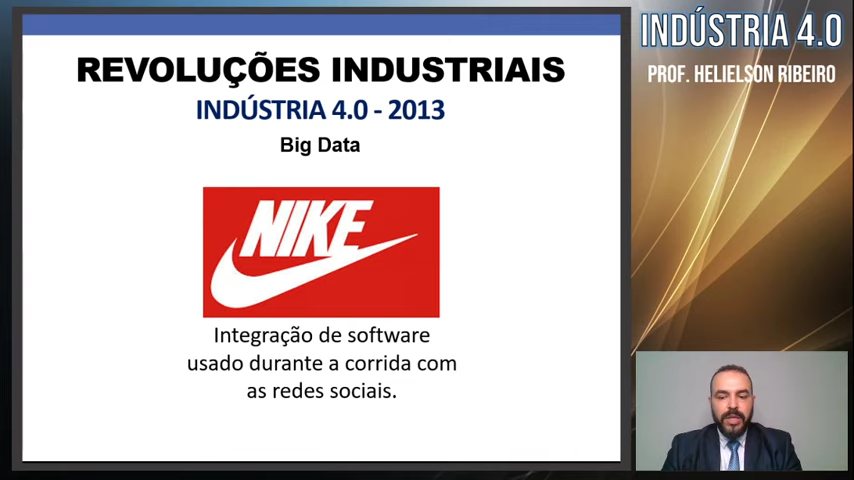 REVOLUÇÕES INDUSTRIAIS
INDÚSTRIA 4.0 - 2013
Big Data
NIKE
Integração de software
usado durante a corrida com
as redes sociais.
INDÚSTRIA 4.0
PROF. HELIELSON RIBEIRO